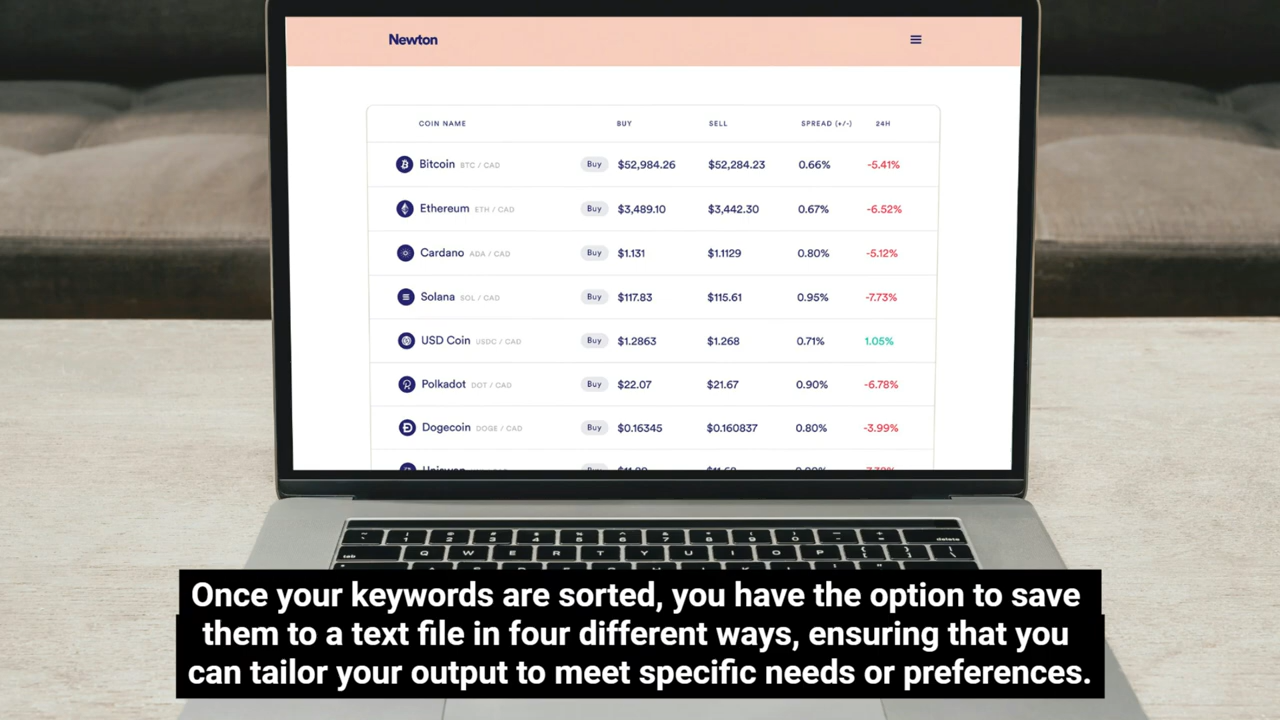 Newton
COIN NAME BUY SELL SPREAD (+/-) 24H
Bitcoin BTC / CAD Buy $52,984.26 $52,284.23 0.66% -5.41%
Ethereum ETH / CAD Buy $3,489.10 $3,442.30 0.67% -6.52%
Cardano ADA / CAD Buy $1.131 $1.1129 0.80% -5.12%
Solana SOL / CAD Buy $117.83 $115.61 0.95% -7.73%
USD Coin USDC / CAD Buy $1.2863 $1.268 0.71% 1.05%
Polkadot DOT / CAD Buy $22.07 $21.67 0.90% -6.78%
Dogecoin DOGE / CAD Buy $0.16345 $0.160837 0.80% -3.99%
tab Q W E R T Y U I O P delete
Once your keywords are sorted, you have the option to save
them to a text file in four different ways, ensuring that you
can tailor your output to meet specific needs or preferences.